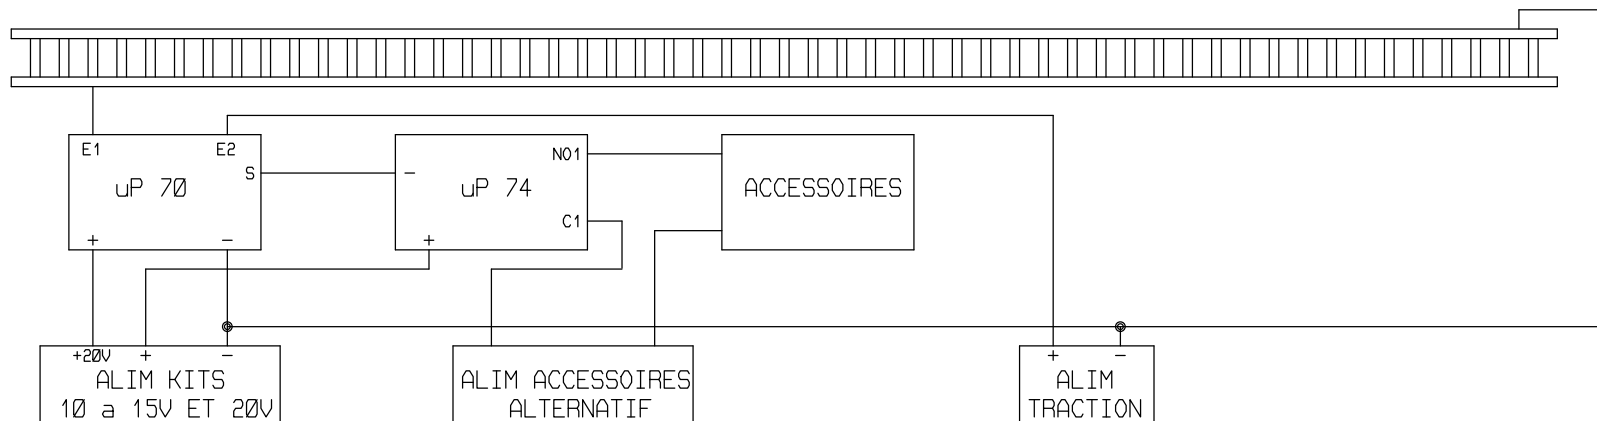 E1 E2
S
uP 70
+ -
-
NO1
uP 74
C1
+
ACCESSOIRES
+20V + -
ALIM KITS
10 a 15V ET 20V
ALIM ACCESSOIRES
ALTERNATIF
+ -
ALIM
TRACTION